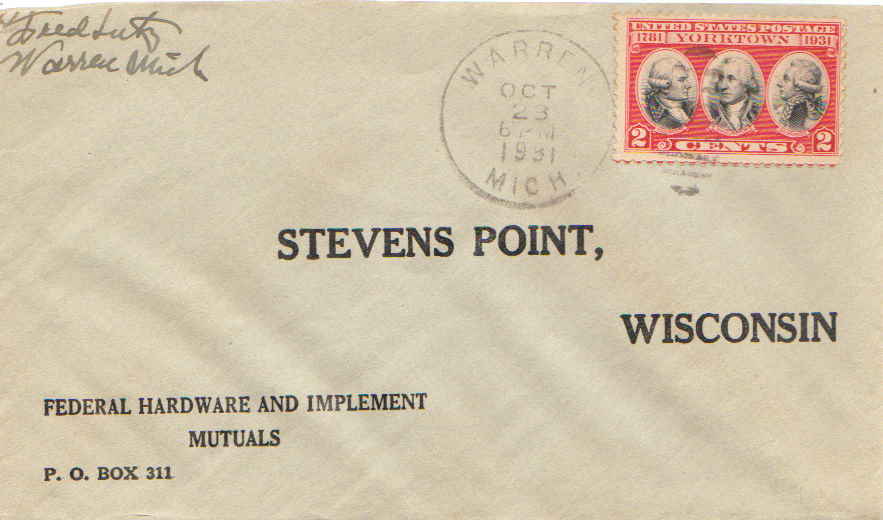 Fred Lutz
Warren Mich
WARREN
OCT
23
6 PM
1931
MICH.
UNITED STATES POSTAGE
1781 YORKTOWN 1931
2 CENTS 2
STEVENS POINT,
WISCONSIN
FEDERAL HARDWARE AND IMPLEMENT
MUTUALS
P. O. BOX 311